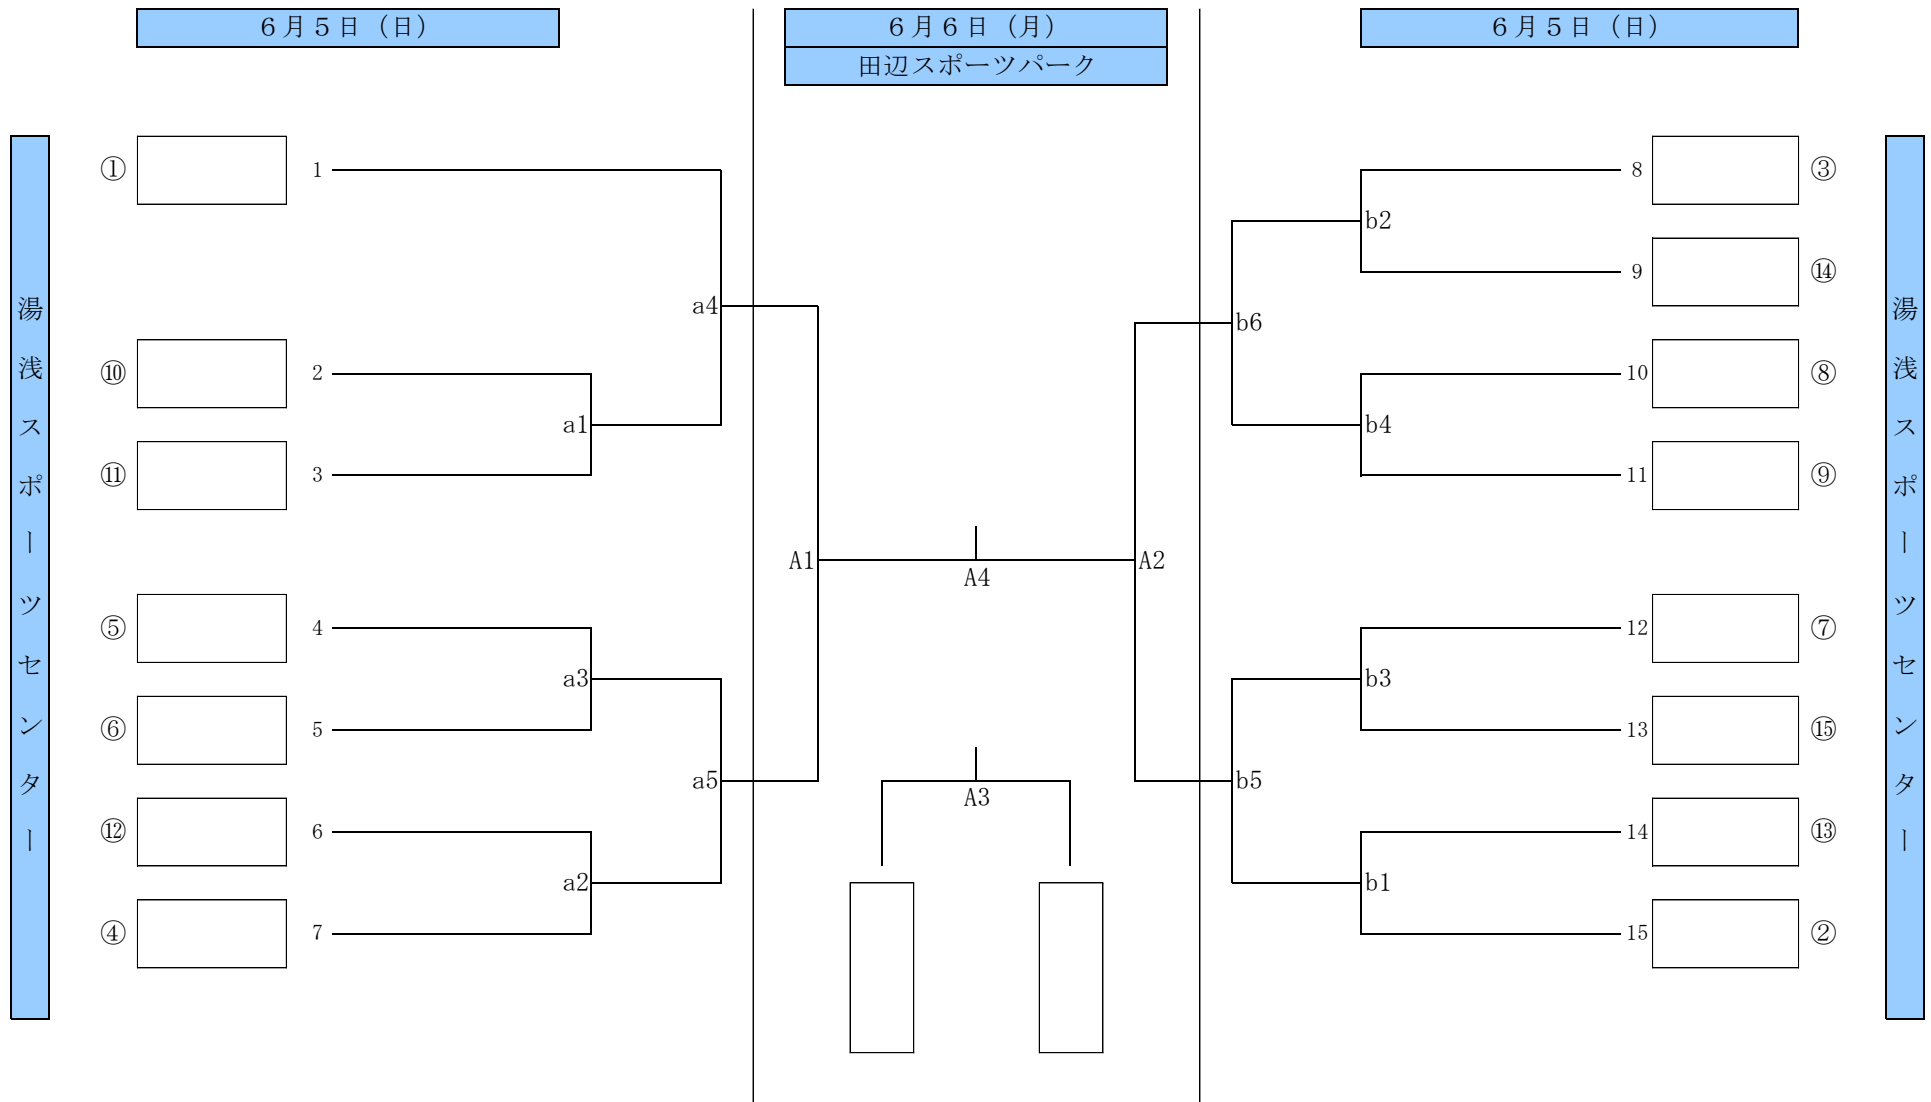 ６月５日（日）
６月６日（月）
田辺スポーツパーク
６月５日（日）
湯浅スポーツセンター
① 1
⑩ 2
⑪ 3
⑤ 4
⑥ 5
⑫ 6
④ 7
a4
a1
a3
a5
a2
A1
A4
A2
A3
b2
b6
b4
b3
b5
b1
8 ③
9 ⑭
10 ⑧
11 ⑨
12 ⑦
13 ⑮
14 ⑬
15 ②
湯浅スポーツセンター